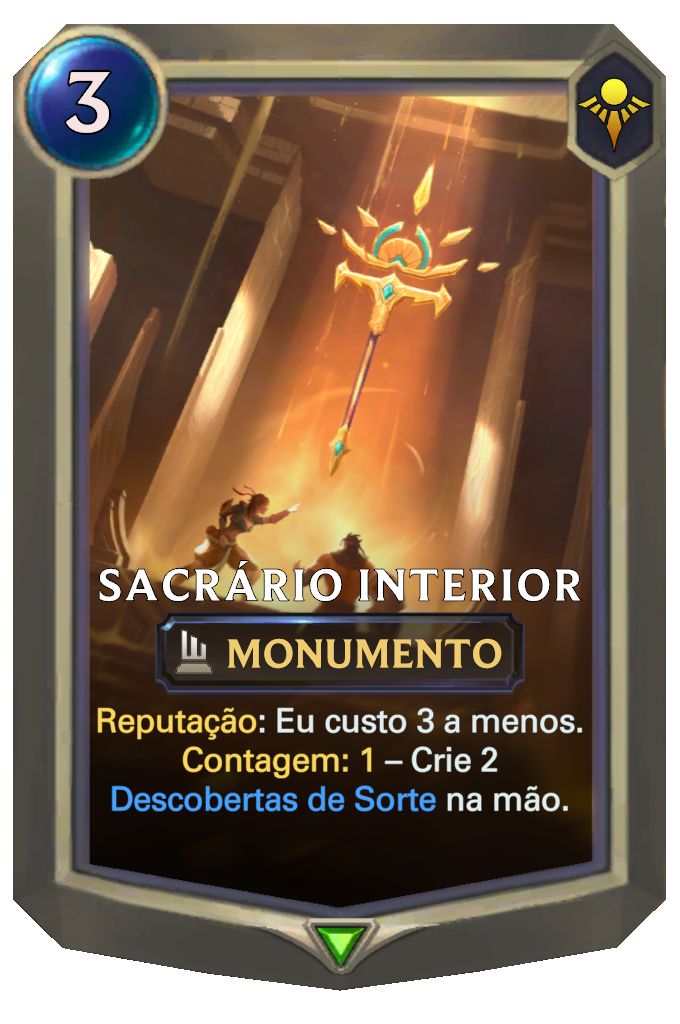 3
SACRÁRIO INTERIOR
MONUMENTO
Reputação: Eu custo 3 a menos.
Contagem: 1 – Crie 2
Descobertas de Sorte na mão.